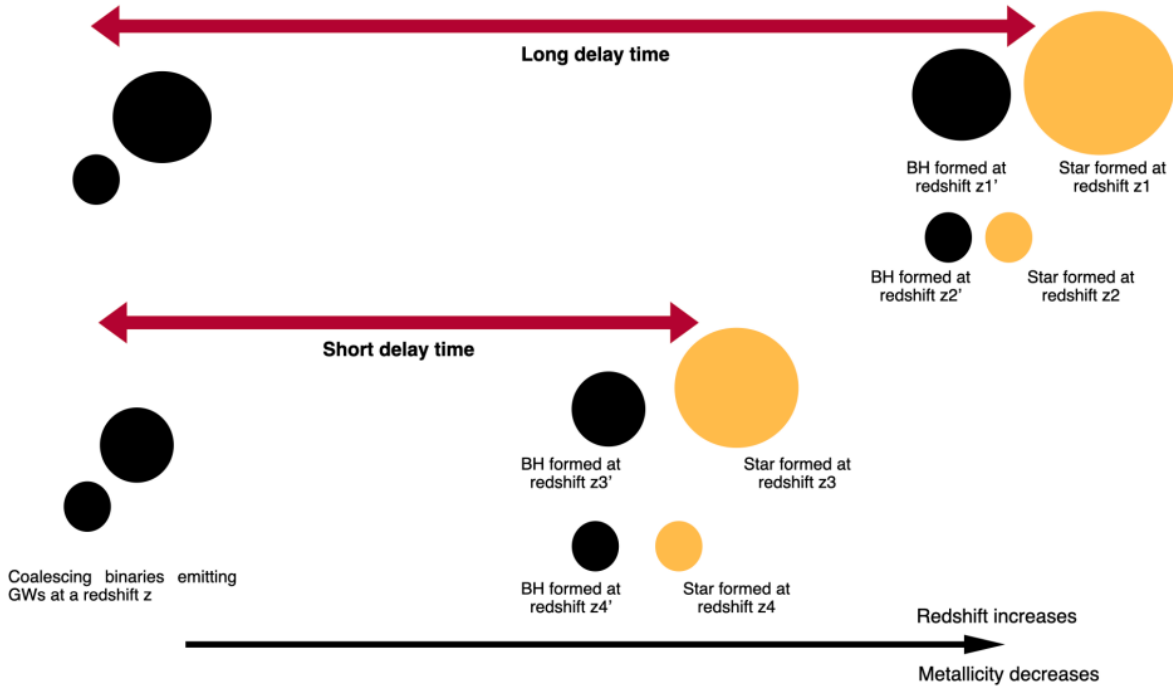 Long delay time
BH formed at
redshift z1’
Star formed at
redshift z1
BH formed at
redshift z2’
Star formed at
redshift z2
Short delay time
BH formed at
redshift z3’
Star formed at
redshift z3
BH formed at
redshift z4’
Star formed at
redshift z4
Coalescing binaries emitting
GWs at a redshift z
Redshift increases
Metallicity decreases